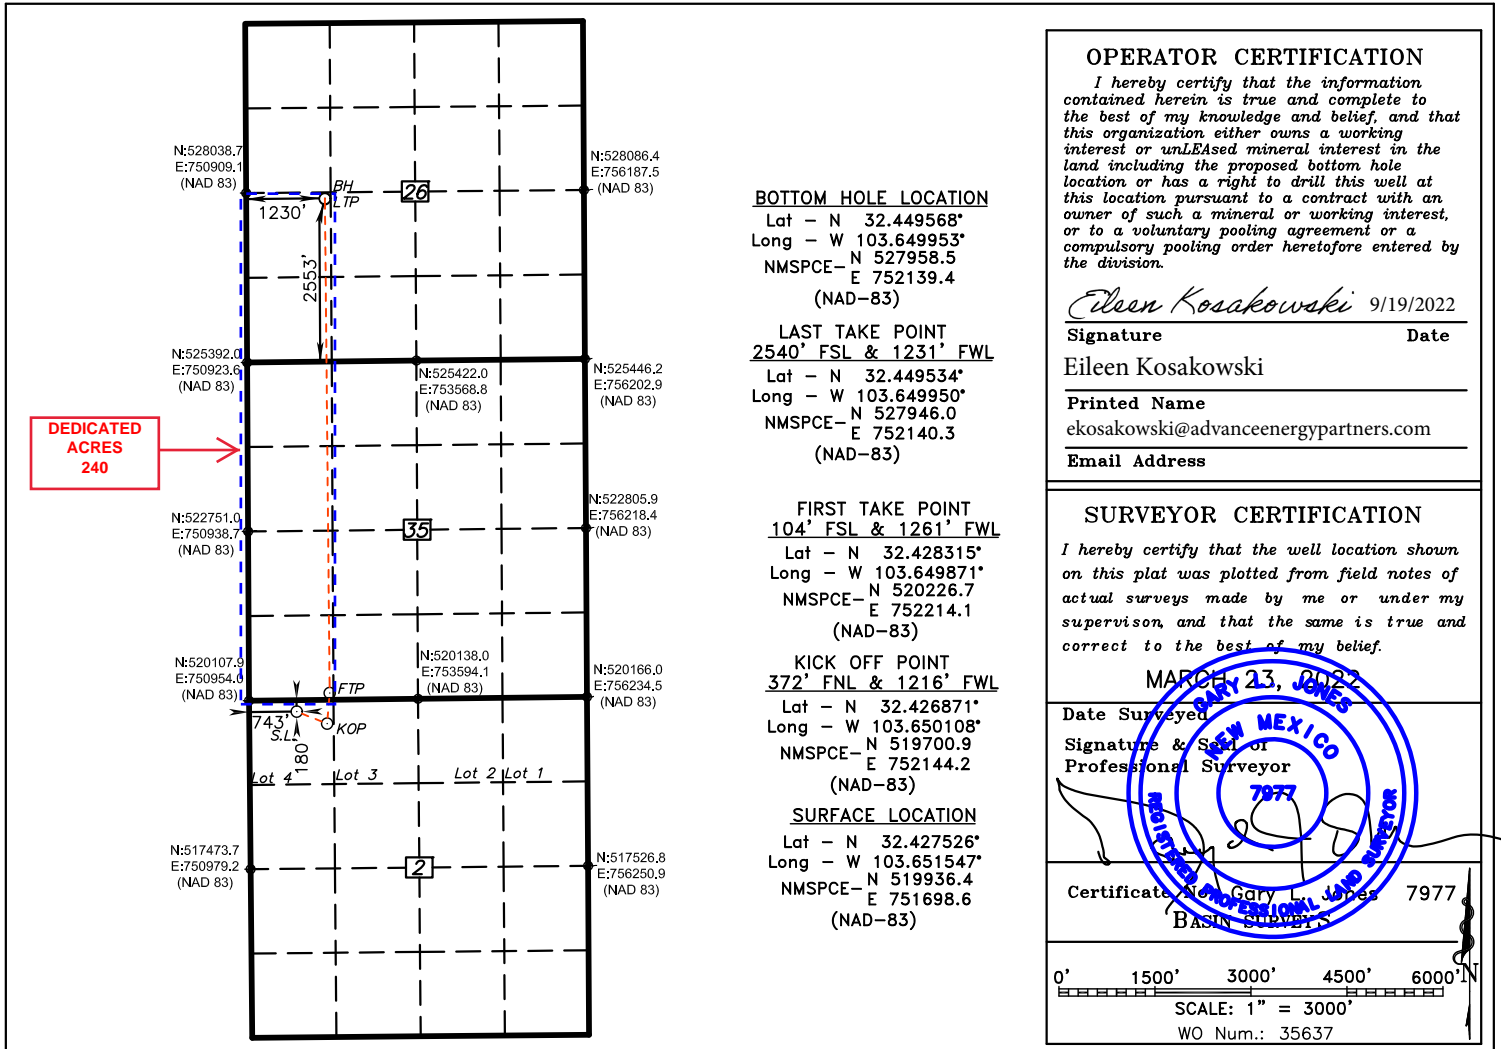 N:528038.7
E:750909.1
(NAD 83)
N:528086.4
E:756187.5
(NAD 83)
BH
LTP
26
1230'
2553'
N:525392.0
E:750923.6
(NAD 83)
N:525422.0
E:753568.8
(NAD 83)
N:525446.2
E:756202.9
(NAD 83)
DEDICATED
ACRES
240
N:522751.0
E:750938.7
(NAD 83)
35
N:522805.9
E:756218.4
(NAD 83)
N:520107.9
E:750954.0
(NAD 83)
N:520138.0
E:753594.1
(NAD 83)
N:520166.0
E:756234.5
(NAD 83)
FTP
743'
S.L.
KOP
180'
Lot 4
Lot 3
Lot 2
Lot 1
N:517473.7
E:750979.2
(NAD 83)
2
N:517526.8
E:756250.9
(NAD 83)
BOTTOM HOLE LOCATION
Lat – N 32.449568°
Long – W 103.649953°
NMSPCE– N 527958.5
E 752139.4
(NAD–83)
LAST TAKE POINT
2540' FSL & 1231' FWL
Lat – N 32.449534°
Long – W 103.649950°
NMSPCE– N 527946.0
E 752140.3
(NAD–83)
FIRST TAKE POINT
104' FSL & 1261' FWL
Lat – N 32.428315°
Long – W 103.649871°
NMSPCE– N 520226.7
E 752214.1
(NAD–83)
KICK OFF POINT
372' FNL & 1216' FWL
Lat – N 32.426871°
Long – W 103.650108°
NMSPCE– N 519700.9
E 752144.2
(NAD–83)
SURFACE LOCATION
Lat – N 32.427526°
Long – W 103.651547°
NMSPCE– N 519936.4
E 751698.6
(NAD–83)
OPERATOR CERTIFICATION
I hereby certify that the information
contained herein is true and complete to
the best of my knowledge and belief, and that
this organization either owns a working
interest or unLEAsed mineral interest in the
land including the proposed bottom hole
location or has a right to drill this well at
this location pursuant to a contract with an
owner of such a mineral or working interest,
or to a voluntary pooling agreement or a
compulsory pooling order heretofore entered by
the division.
Eileen Kosakowski 9/19/2022
Signature Date
Eileen Kosakowski
Printed Name
ekosakowski@advanceenergypartners.com
Email Address
SURVEYOR CERTIFICATION
I hereby certify that the well location shown
on this plat was plotted from field notes of
actual surveys made by me or under my
supervison, and that the same is true and
correct to the best of my belief.
MARCH 23, 2022
Date Surveyed
Signature & Seal of
Professional Surveyor
GARY L. JONES
NEW MEXICO
7977
REGISTERED PROFESSIONAL LAND SURVEYOR
Certificate No. Gary L. Jones 7977
BASIN SURVEYS
0' 1500' 3000' 4500' 6000'
N
SCALE: 1" = 3000'
WO Num.: 35637